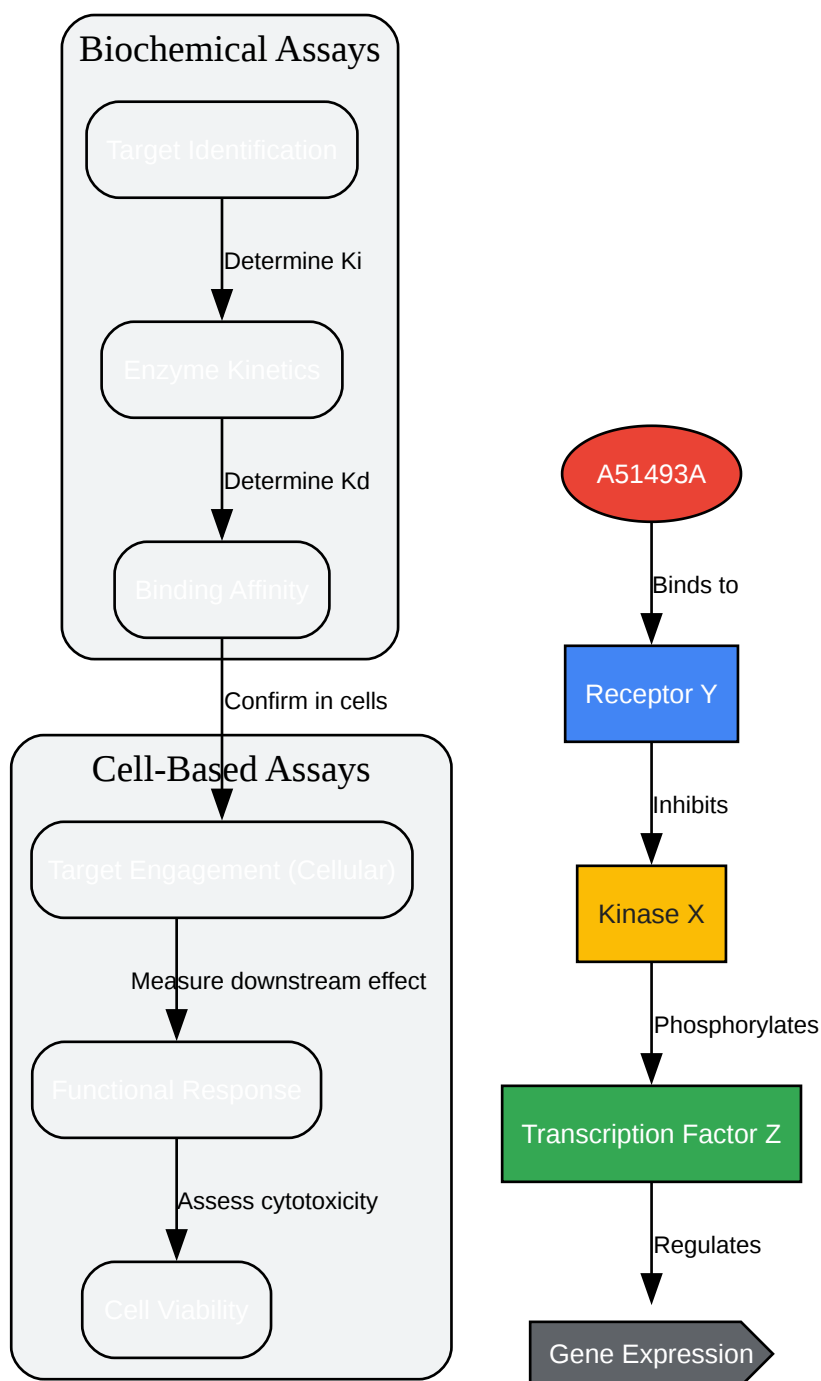 Biochemical Assays
Target Identification
Determine Ki
Enzyme Kinetics
Determine Kd
Binding Affinity
Confirm in cells
Cell-Based Assays
Target Engagement (Cellular)
Measure downstream effect
Functional Response
Assess cytotoxicity
Cell Viability
A51493A
Binds to
Receptor Y
Inhibits
Kinase X
Phosphorylates
Transcription Factor Z
Regulates
Gene Expression